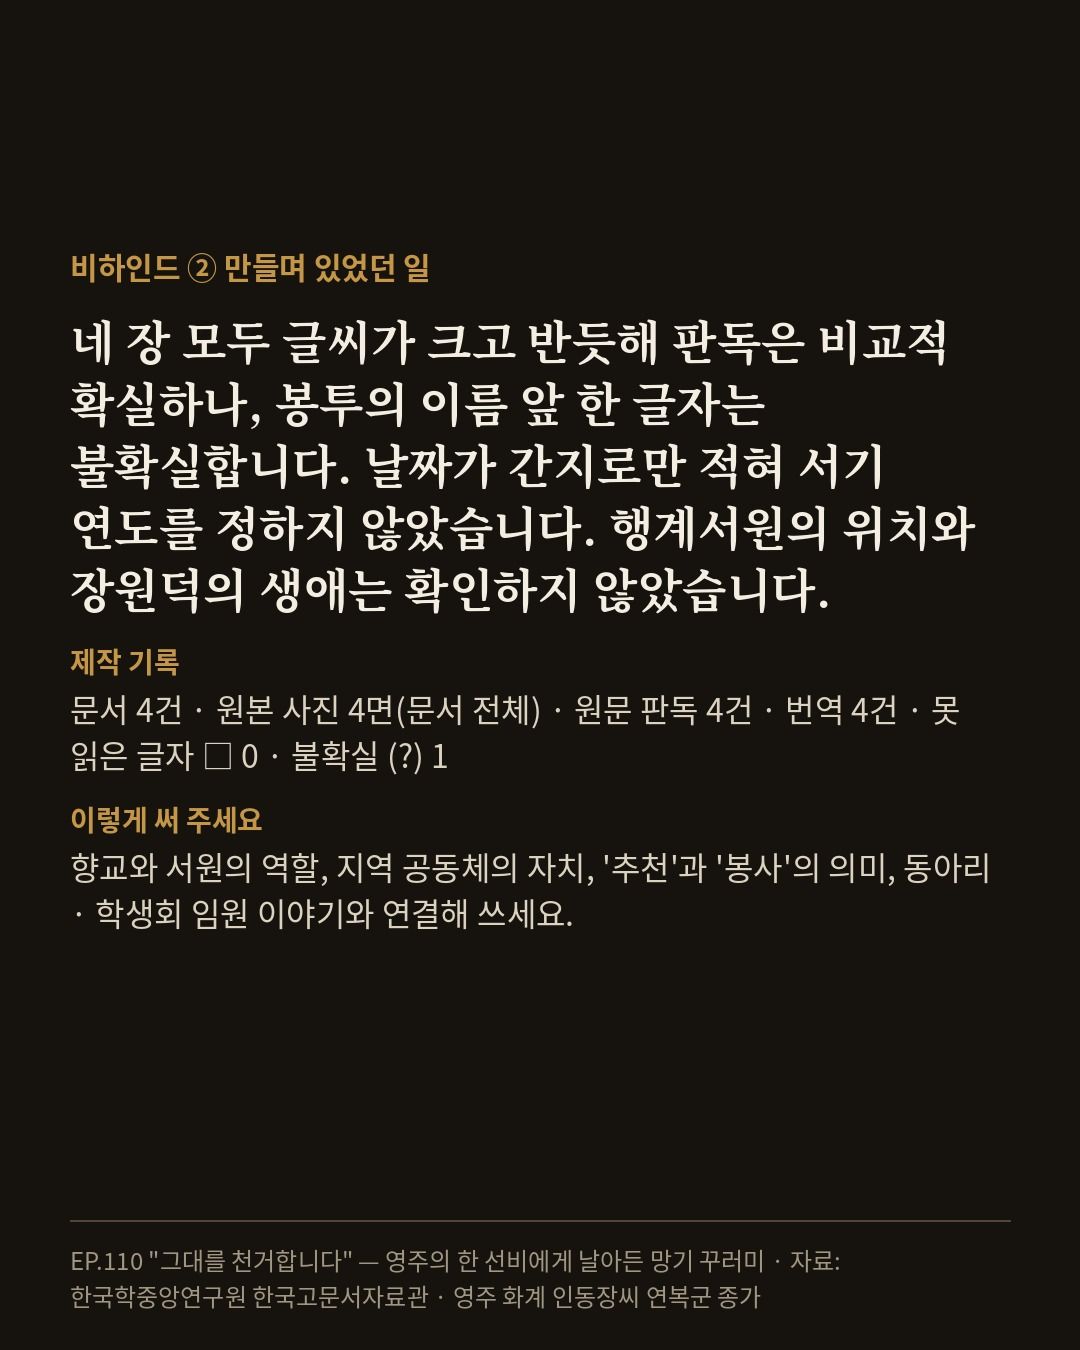 비하인드 ② 만들며 있었던 일
네 장 모두 글씨가 크고 반듯해 판독은 비교적
확실하나, 봉투의 이름 앞 한 글자는
불확실합니다. 날짜가 간지로만 적혀 서기
연도를 정하지 않았습니다. 행계서원의 위치와
장원덕의 생애는 확인하지 않았습니다.
제작 기록
문서 4건 · 원본 사진 4면(문서 전체) · 원문 판독 4건 · 번역 4건 · 못
읽은 글자 □ 0 · 불확실 (?) 1
이렇게 써 주세요
향교와 서원의 역할, 지역 공동체의 자치, '추천'과 '봉사'의 의미, 동아리
· 학생회 임원 이야기와 연결해 쓰세요.
EP.110 "그대를 천거합니다" — 영주의 한 선비에게 날아든 망기 꾸러미 · 자료:
한국학중앙연구원 한국고문서자료관 · 영주 화계 인동장씨 연복군 종가